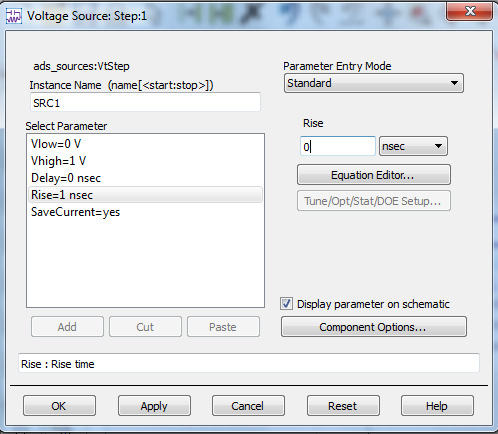 Voltage Source: Step:1
ads_sources:VtStep
Instance Name (name[<start:stop>])
SRC1
Select Parameter
Vlow=0 V
Vhigh=1 V
Delay=0 nsec
Rise=1 nsec
SaveCurrent=yes
Add Cut Paste
Parameter Entry Mode
Standard
Rise
0 nsec
Equation Editor...
Tune/Opt/Stat/DOE Setup...
Display parameter on schematic
Component Options...
Rise : Rise time
OK Apply Cancel Reset Help